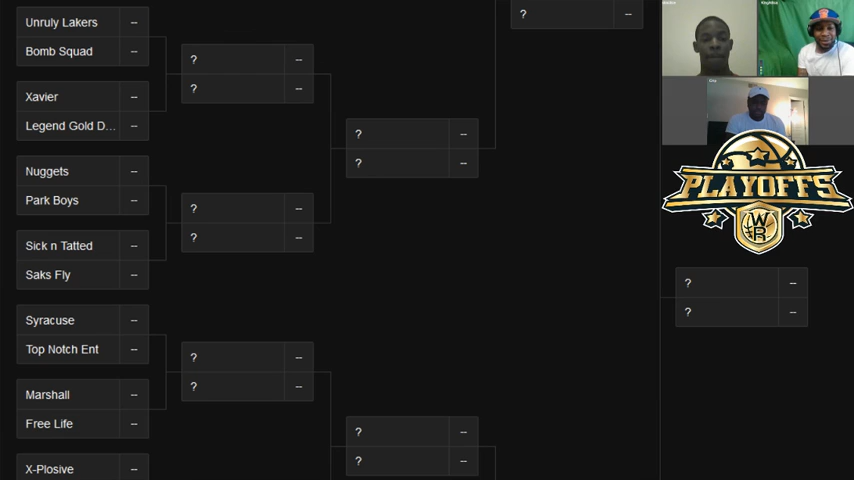 Unruly Lakers --
Bomb Squad --
Xavier --
Legend Gold D... --
Nuggets --
Park Boys --
Sick n Tatted --
Saks Fly --
Syracuse --
Top Notch Ent --
Marshall --
Free Life --
X-Plosive --
? --
? --
? --
? --
? --
? --
? --
? --
? --
? --
? --
PLAYOFFS
WR
? --
? --